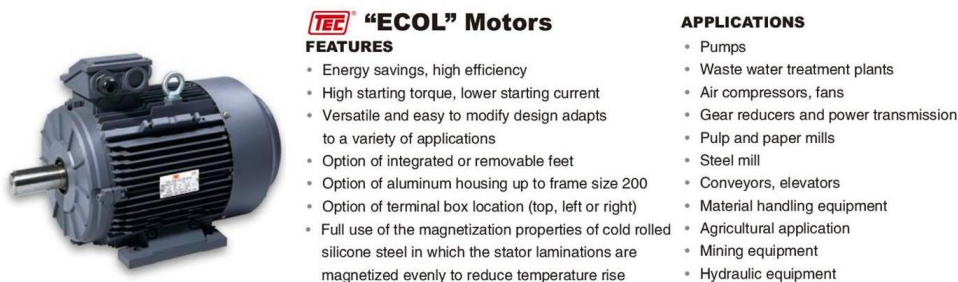 TEC® “ECOL” Motors
FEATURES
• Energy savings, high efficiency
• High starting torque, lower starting current
• Versatile and easy to modify design adapts
to a variety of applications
• Option of integrated or removable feet
• Option of aluminum housing up to frame size 200
• Option of terminal box location (top, left or right)
• Full use of the magnetization properties of cold rolled
silicone steel in which the stator laminations are
magnetized evenly to reduce temperature rise
APPLICATIONS
• Pumps
• Waste water treatment plants
• Air compressors, fans
• Gear reducers and power transmission
• Pulp and paper mills
• Steel mill
• Conveyors, elevators
• Material handling equipment
• Agricultural application
• Mining equipment
• Hydraulic equipment